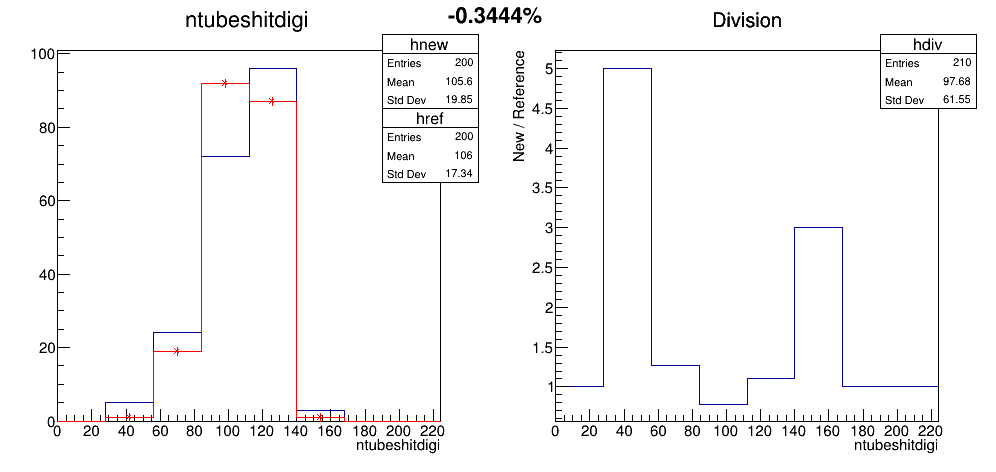 -0.3444%
ntubeshitdigi
hnew
Entries 200
Mean 105.6
Std Dev 19.85
href
Entries 200
Mean 106
Std Dev 17.34
100
80
60
40
20
0
0 20 40 60 80 100 120 140 160 180 200 220
ntubeshitdigi
Division
hdiv
Entries 210
Mean 97.68
Std Dev 61.55
New / Reference
5
4.5
4
3.5
3
2.5
2
1.5
1
0 20 40 60 80 100 120 140 160 180 200 220
ntubeshitdigi